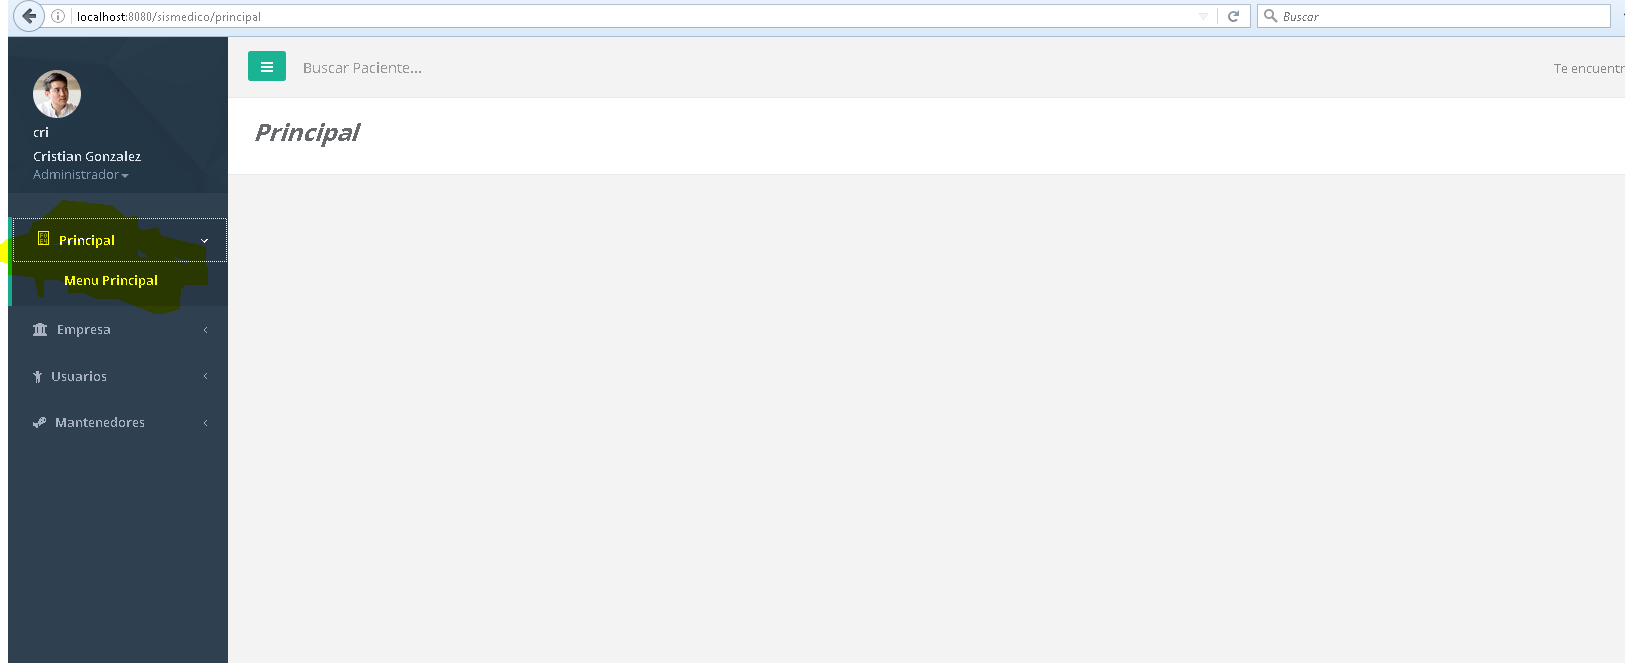 localhost:8080/sismedico/principal
Buscar
Buscar Paciente...
Te encuentr
cri
Cristian Gonzalez
Administrador
Principal
Principal
Menu Principal
Empresa
Usuarios
Mantenedores